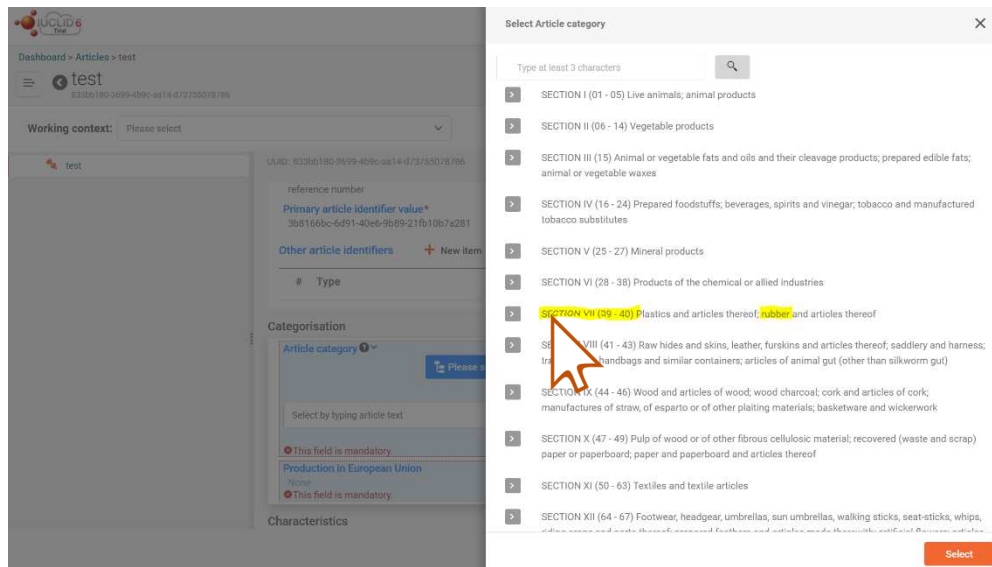 IUCLID 6
Trial
Dashboard > Articles > test
test
933bb180-3699-4b9c-aa14-d73755078786
Working context: Please select
test
UUID: 933bb180-3699-4b9c-aa14-d73755078786
reference number
Primary article identifier value*
3b8166bc-6d91-40e6-9b89-21fb10b7a281
Other article identifiers + New item
# Type
Categorisation
Article category
Please s
Select by typing article text
This field is mandatory.
Production in European Union
None
This field is mandatory.
Characteristics
Select Article category
Type at least 3 characters
SECTION I (01 - 05) Live animals; animal products
SECTION II (06 - 14) Vegetable products
SECTION III (15) Animal or vegetable fats and oils and their cleavage products; prepared edible fats;
animal or vegetable waxes
SECTION IV (16 - 24) Prepared foodstuffs; beverages, spirits and vinegar; tobacco and manufactured
tobacco substitutes
SECTION V (25 - 27) Mineral products
SECTION VI (28 - 38) Products of the chemical or allied industries
SECTION VII (39 - 40) Plastics and articles thereof; rubber and articles thereof
VIII (41 - 43) Raw hides and skins, leather, furskins and articles thereof; saddlery and harness;
handbags and similar containers; articles of animal gut (other than silkworm gut)
SECTION IX (44 - 46) Wood and articles of wood; wood charcoal; cork and articles of cork;
manufactures of straw, of esparto or of other plaiting materials; basketware and wickerwork
SECTION X (47 - 49) Pulp of wood or of other fibrous cellulosic material; recovered (waste and scrap)
paper or paperboard; paper and paperboard and articles thereof
SECTION XI (50 - 63) Textiles and textile articles
SECTION XII (64 - 67) Footwear, headgear, umbrellas, sun umbrellas, walking sticks, seat-sticks, whips,
Select